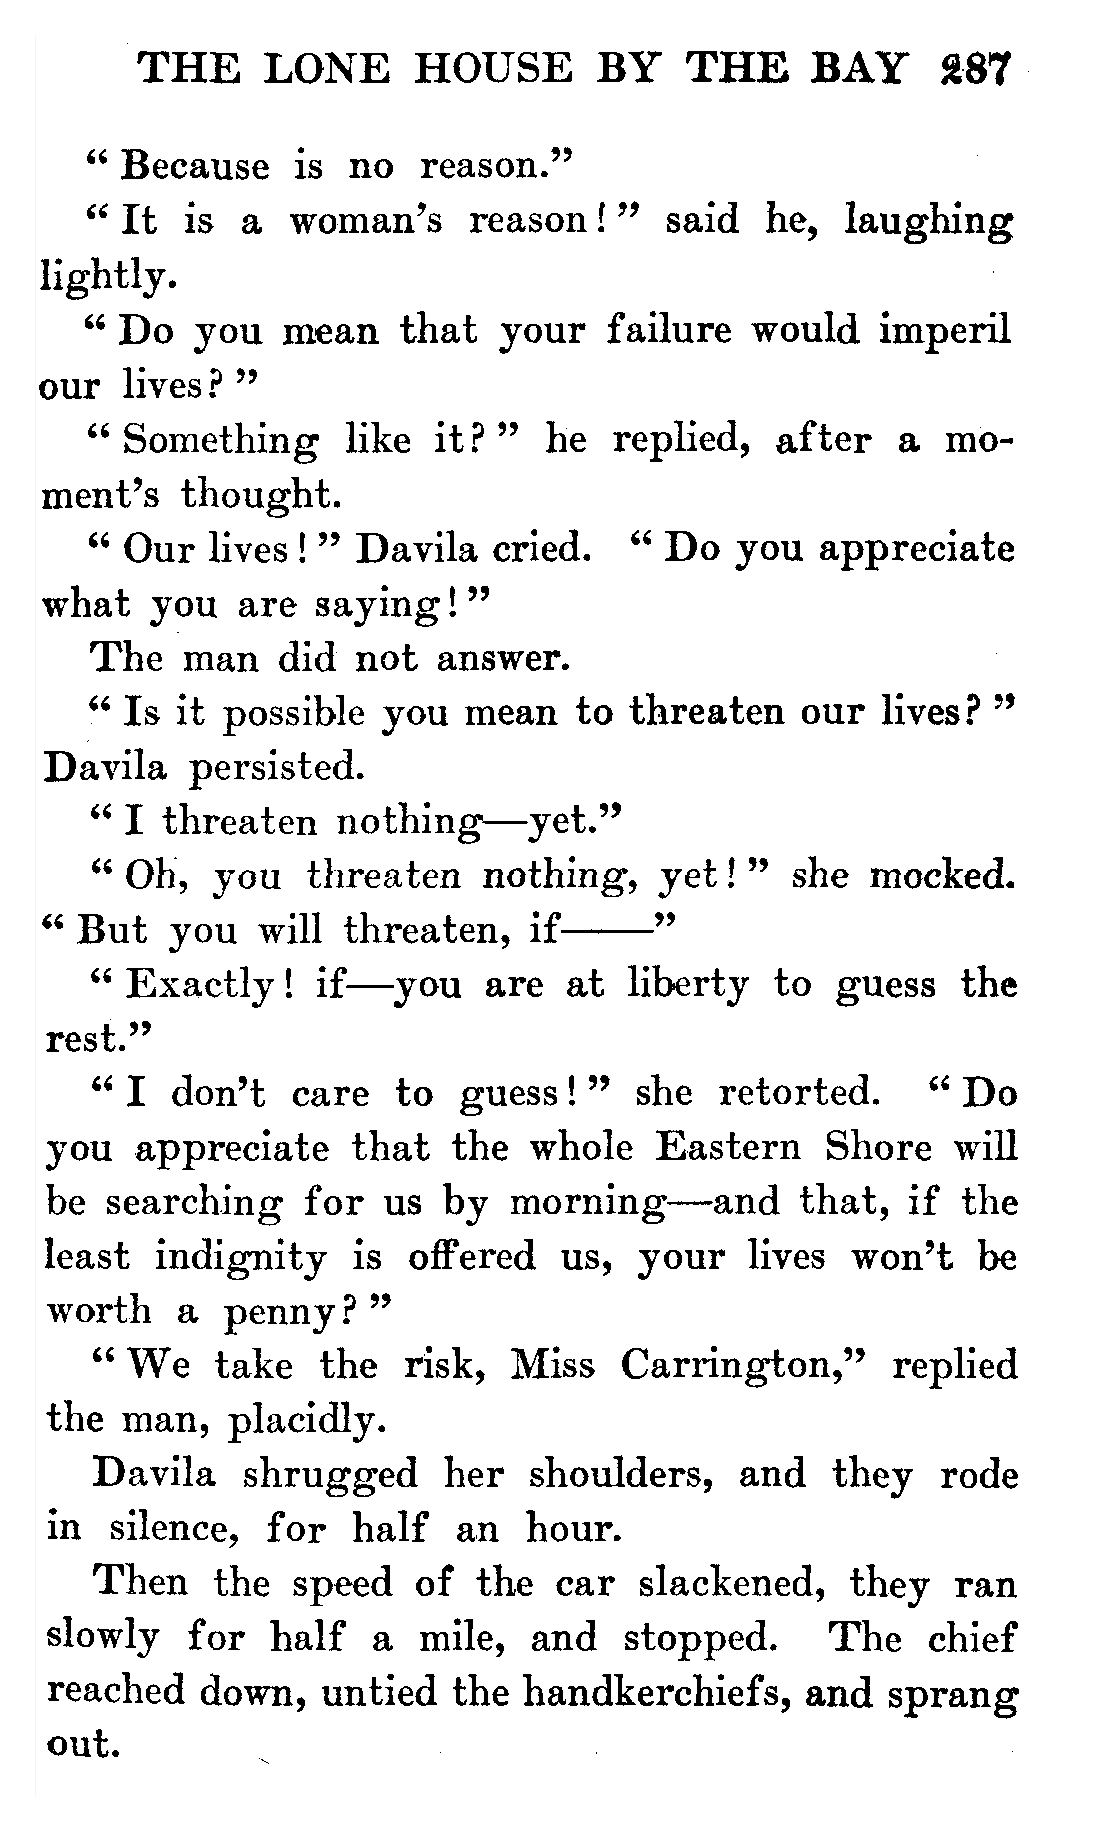 THE LONE HOUSE BY THE BAY 287
“ Because is no reason.”
“ It is a woman’s reason ! ” said he, laughing
lightly.
“ Do you mean that your failure would imperil
our lives? ”
“ Something like it? ” he replied, after a mo-
ment’s thought.
“ Our lives ! ” Davila cried. “ Do you appreciate
what you are saying! ”
The man did not answer.
“ Is it possible you mean to threaten our lives? ”
Davila persisted.
“ I threaten nothing—yet.”
“ Oh, you threaten nothing, yet ! ” she mocked.
“ But you will threaten, if——”
“ Exactly ! if—you are at liberty to guess the
rest.”
“ I don’t care to guess ! ” she retorted. “ Do
you appreciate that the whole Eastern Shore will
be searching for us by morning—and that, if the
least indignity is offered us, your lives won’t be
worth a penny? ”
“ We take the risk, Miss Carrington,” replied
the man, placidly.
Davila shrugged her shoulders, and they rode
in silence, for half an hour.
Then the speed of the car slackened, they ran
slowly for half a mile, and stopped. The chief
reached down, untied the handkerchiefs, and sprang
out.